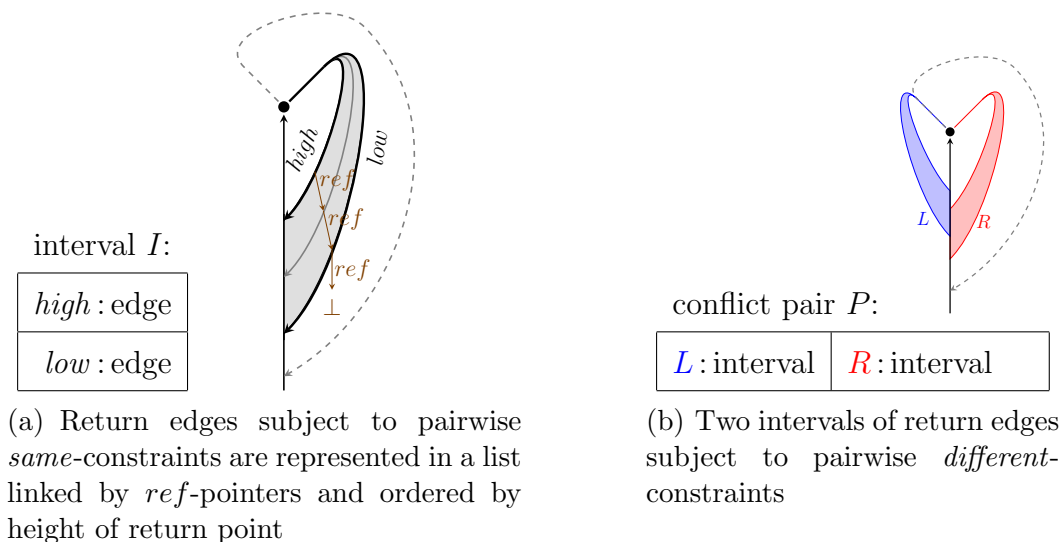 high
low
ref
ref
ref
⊥
interval I:
high : edge
low : edge
(a) Return edges subject to pairwise
same-constraints are represented in a list
linked by ref-pointers and ordered by
height of return point
L
R
conflict pair P:
L : interval
R : interval
(b) Two intervals of return edges
subject to pairwise different-
constraints